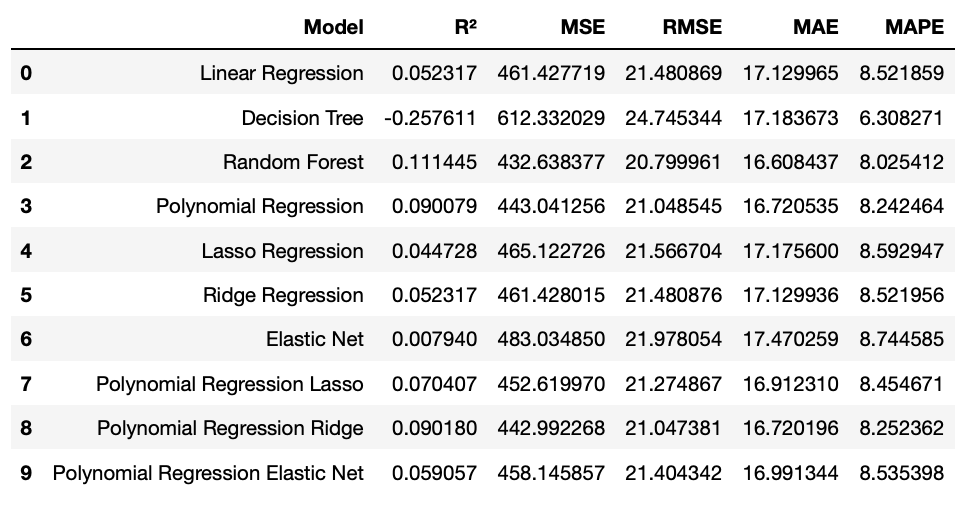 Model R² MSE RMSE MAE MAPE
0 Linear Regression 0.052317 461.427719 21.480869 17.129965 8.521859
1 Decision Tree -0.257611 612.332029 24.745344 17.183673 6.308271
2 Random Forest 0.111445 432.638377 20.799961 16.608437 8.025412
3 Polynomial Regression 0.090079 443.041256 21.048545 16.720535 8.242464
4 Lasso Regression 0.044728 465.122726 21.566704 17.175600 8.592947
5 Ridge Regression 0.052317 461.428015 21.480876 17.129936 8.521956
6 Elastic Net 0.007940 483.034850 21.978054 17.470259 8.744585
7 Polynomial Regression Lasso 0.070407 452.619970 21.274867 16.912310 8.454671
8 Polynomial Regression Ridge 0.090180 442.992268 21.047381 16.720196 8.252362
9 Polynomial Regression Elastic Net 0.059057 458.145857 21.404342 16.991344 8.535398